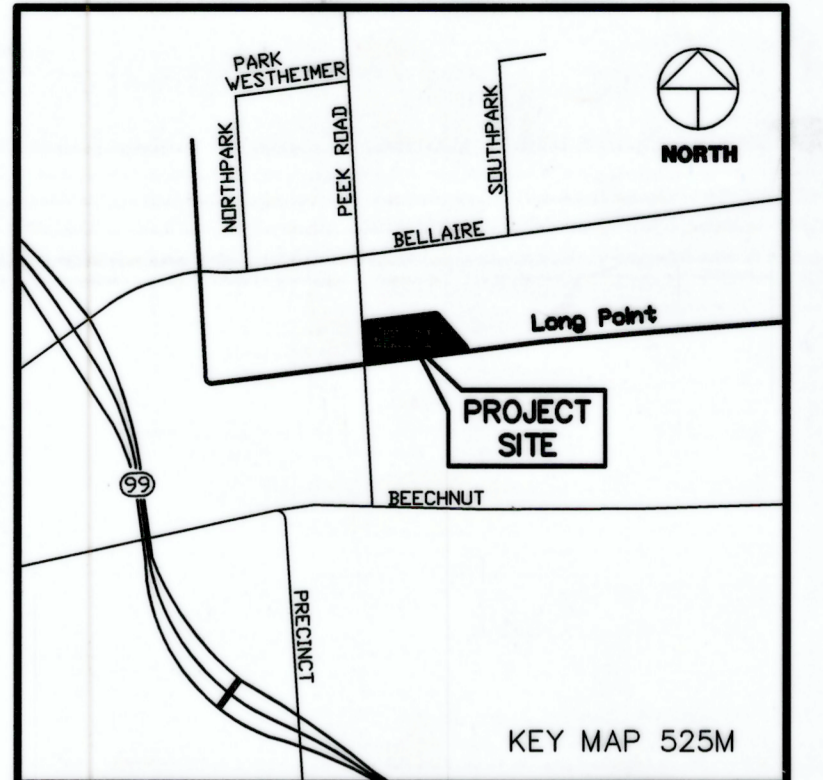 PARK
WESTHEIMER
NORTHPARK
PEEK ROAD
SOUTHPARK
NORTH
BELLAIRE
Long Point
PROJECT
SITE
99
BEECHNUT
PRECINCT
KEY MAP 525M